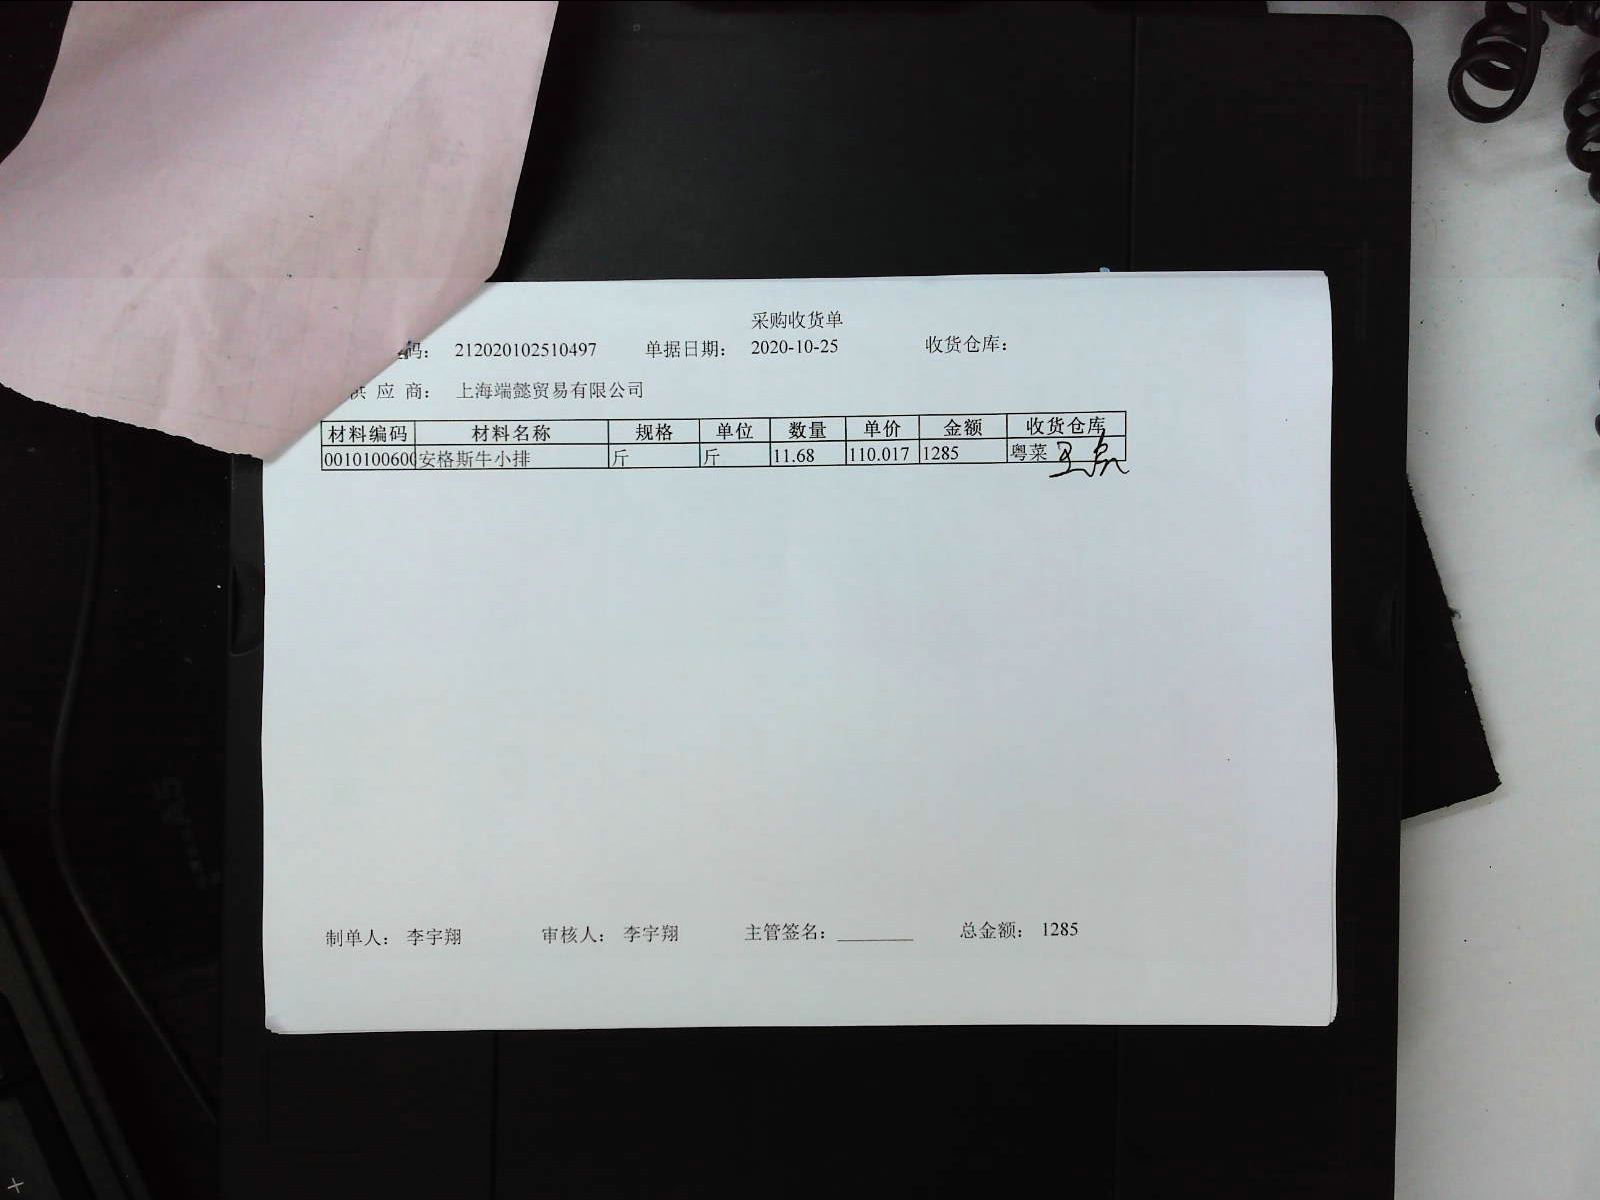 采购收货单
码： 212020102510497 单据日期： 2020-10-25 收货仓库：
供 应 商： 上海端懿贸易有限公司
材料编码 材料名称 规格 单位 数量 单价 金额 收货仓库
0010100600 安格斯牛小排 斤 斤 11.68 110.017 1285 粤菜
制单人： 李宇翔 审核人： 李宇翔 主管签名：________ 总金额： 1285